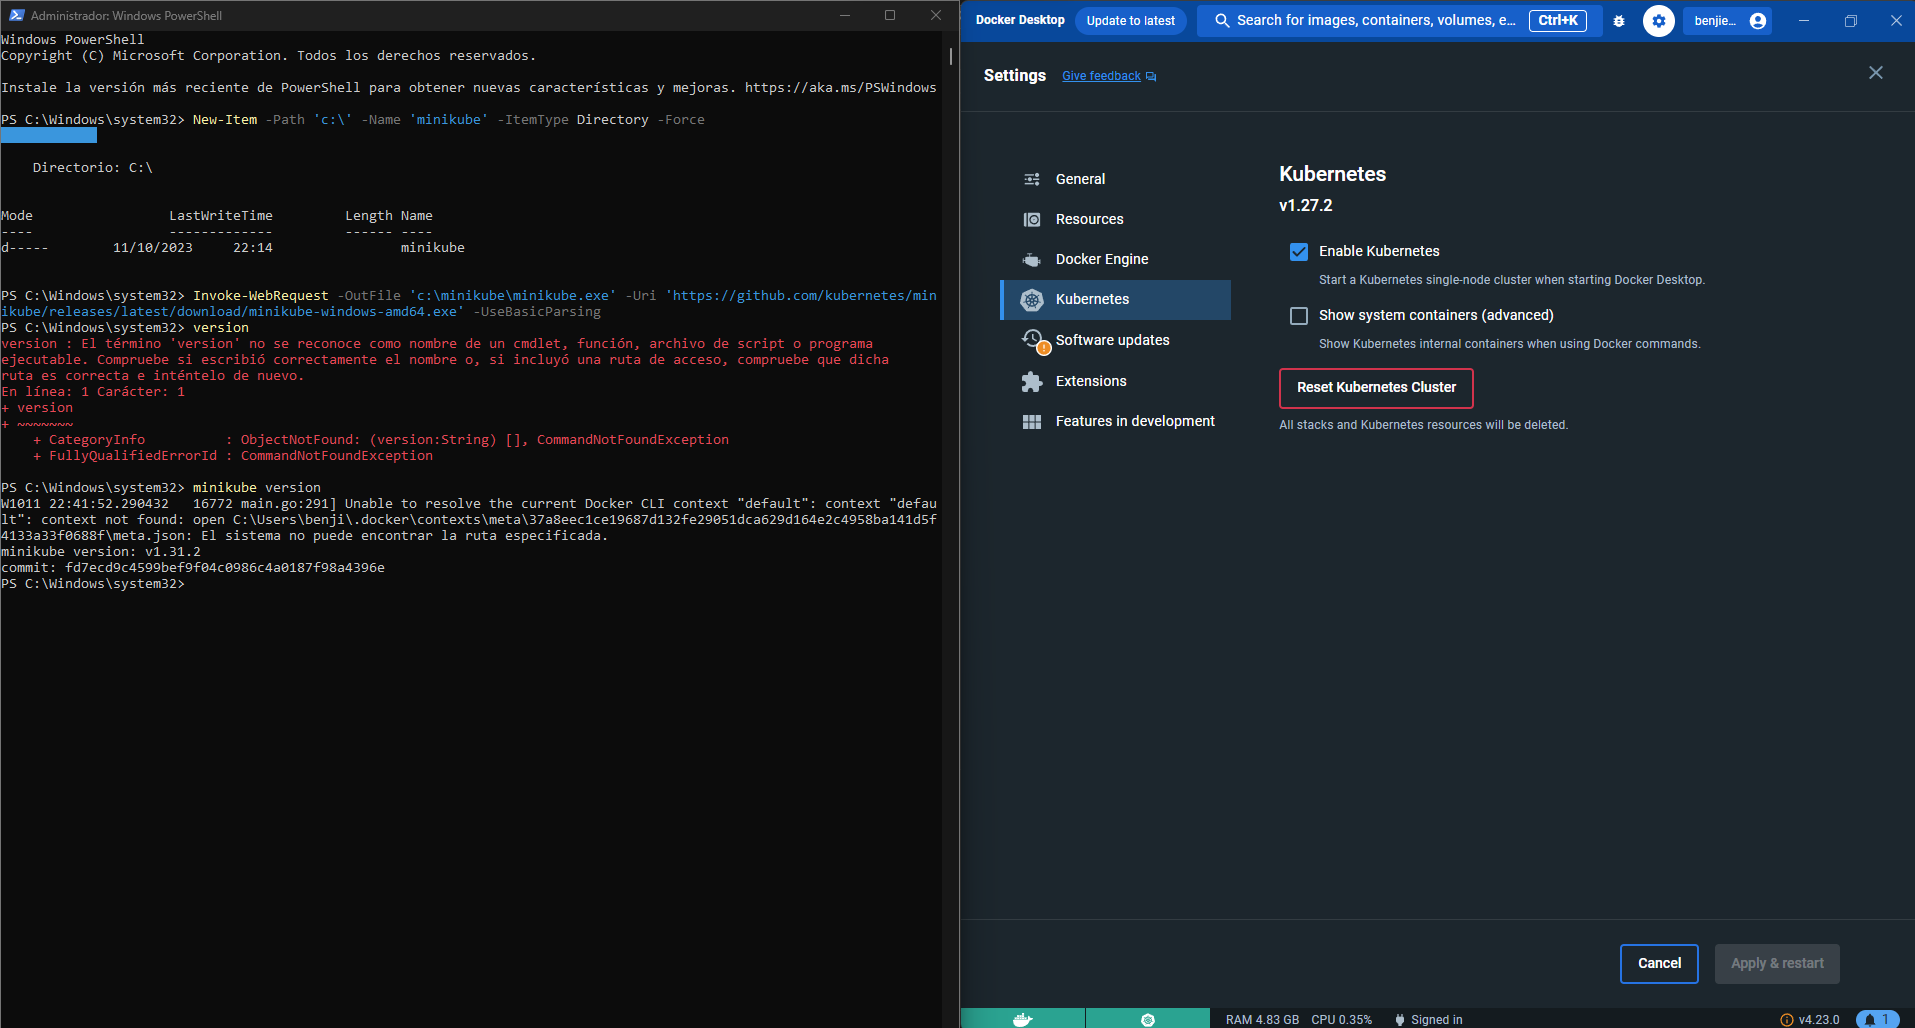 Administrador: Windows PowerShell
Windows PowerShell
Copyright (C) Microsoft Corporation. Todos los derechos reservados.
Instale la versión más reciente de PowerShell para obtener nuevas características y mejoras. https://aka.ms/PSWindows
PS C:\Windows\system32> New-Item -Path 'c:\' -Name 'minikube' -ItemType Directory -Force
Directorio: C:\
Mode LastWriteTime Length Name
---- ------------- ------ ----
d----- 11/10/2023 22:14 minikube
PS C:\Windows\system32> Invoke-WebRequest -OutFile 'c:\minikube\minikube.exe' -Uri 'https://github.com/kubernetes/min
ikube/releases/latest/download/minikube-windows-amd64.exe' -UseBasicParsing
PS C:\Windows\system32> version
version : El término 'version' no se reconoce como nombre de un cmdlet, función, archivo de script o programa
ejecutable. Compruebe si escribió correctamente el nombre o, si incluyó una ruta de acceso, compruebe que dicha
ruta es correcta e inténtelo de nuevo.
En línea: 1 Carácter: 1
+ version
+ ~~~~~~~
+ CategoryInfo : ObjectNotFound: (version:String) [], CommandNotFoundException
+ FullyQualifiedErrorId : CommandNotFoundException
PS C:\Windows\system32> minikube version
W1011 22:41:52.290432 16772 main.go:291] Unable to resolve the current Docker CLI context "default": context "defau
lt": context not found: open C:\Users\benji\.docker\contexts\meta\37a8eec1ce19687d132fe29051dca629d164e2c4958ba141d5f
4133a33f0688f\meta.json: El sistema no puede encontrar la ruta especificada.
minikube version: v1.31.2
commit: fd7ecd9c4599bef9f04c0986c4a0187f98a4396e
PS C:\Windows\system32>
Docker Desktop
Update to latest
Search for images, containers, volumes, e...
Ctrl+K
benjie...
Settings
Give feedback
General
Resources
Docker Engine
Kubernetes
Software updates
Extensions
Features in development
Kubernetes
v1.27.2
Enable Kubernetes
Start a Kubernetes single-node cluster when starting Docker Desktop.
Show system containers (advanced)
Show Kubernetes internal containers when using Docker commands.
Reset Kubernetes Cluster
All stacks and Kubernetes resources will be deleted.
Cancel
Apply & restart
RAM 4.83 GB CPU 0.35% Signed in
v4.23.0
1